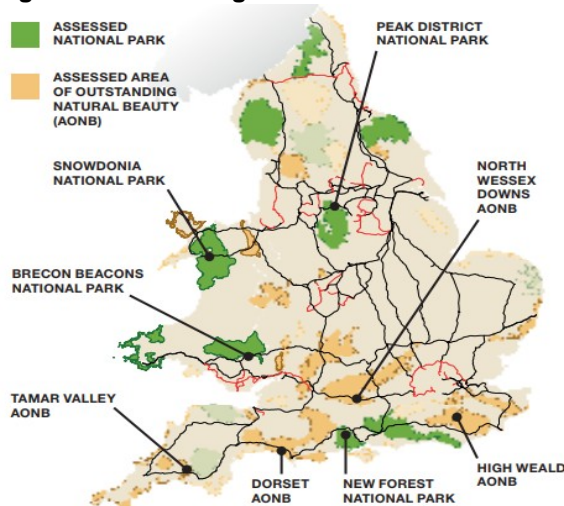 ASSESSED
NATIONAL PARK
ASSESSED AREA
OF OUTSTANDING
NATURAL BEAUTY
(AONB)
PEAK DISTRICT
NATIONAL PARK
SNOWDONIA
NATIONAL PARK
NORTH
WESSEX
DOWNS
AONB
BRECON BEACONS
NATIONAL PARK
TAMAR VALLEY
AONB
DORSET
AONB
NEW FOREST
NATIONAL PARK
HIGH WEALD
AONB